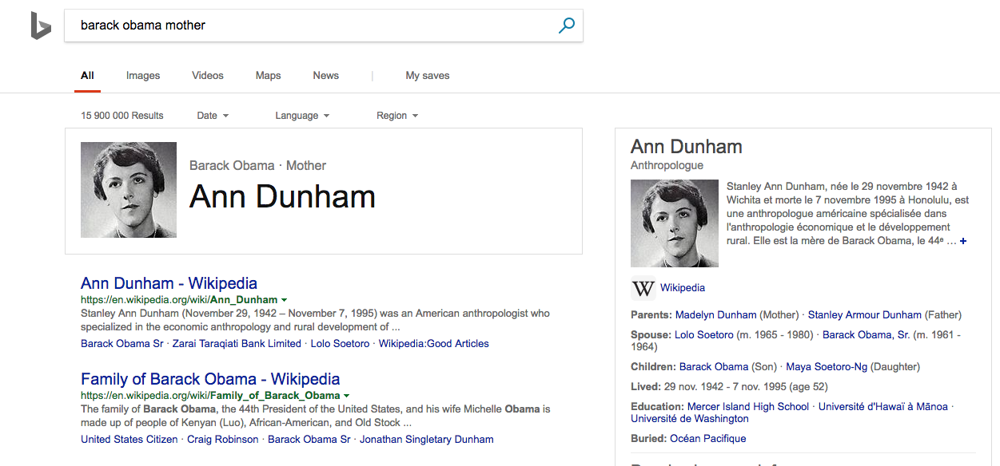 barack obama mother
All Images Videos Maps News | My saves
15 900 000 Results Date Language Region
Barack Obama · Mother
Ann Dunham
Ann Dunham - Wikipedia
https://en.wikipedia.org/wiki/Ann_Dunham
Stanley Ann Dunham (November 29, 1942 – November 7, 1995) was an American anthropologist who
specialized in the economic anthropology and rural development of ...
Barack Obama Sr · Zarai Taraqiati Bank Limited · Lolo Soetoro · Wikipedia:Good Articles
Family of Barack Obama - Wikipedia
https://en.wikipedia.org/wiki/Family_of_Barack_Obama
The family of Barack Obama, the 44th President of the United States, and his wife Michelle Obama is
made up of people of Kenyan (Luo), African-American, and Old Stock ...
United States Citizen · Craig Robinson · Barack Obama Sr · Jonathan Singletary Dunham
Ann Dunham
Anthropologue
Stanley Ann Dunham, née le 29 novembre 1942 à
Wichita et morte le 7 novembre 1995 à Honolulu, est
une anthropologue américaine spécialisée dans
l'anthropologie économique et le développement
rural. Elle est la mère de Barack Obama, le 44ᵉ ... +
W Wikipedia
Parents: Madelyn Dunham (Mother) · Stanley Armour Dunham (Father)
Spouse: Lolo Soetoro (m. 1965 - 1980) · Barack Obama, Sr. (m. 1961 -
1964)
Children: Barack Obama (Son) · Maya Soetoro-Ng (Daughter)
Lived: 29 nov. 1942 - 7 nov. 1995 (age 52)
Education: Mercer Island High School · Université d'Hawaï à Mānoa ·
Université de Washington
Buried: Océan Pacifique